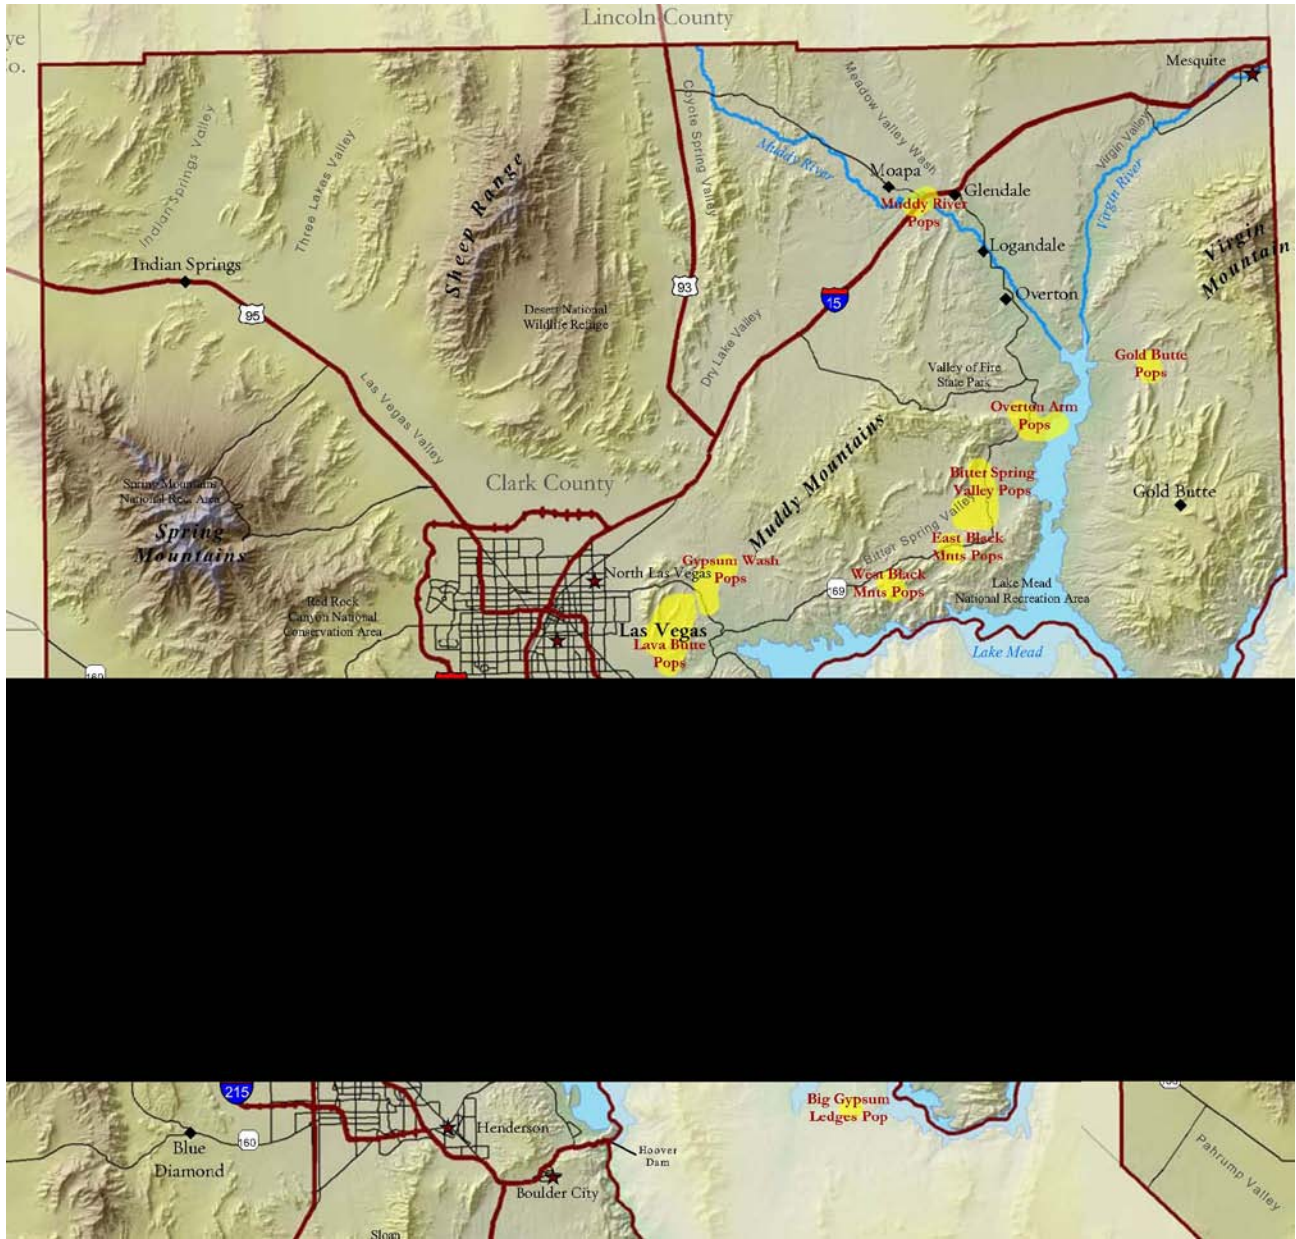 Lincoln County
ye
o.
Mesquite
Indian Springs Valley
Three Lakes Valley
Sheep Range
Coyote Spring Valley
Meadow Valley Wash
Muddy River
Moapa
Glendale
Muddy River
Pops
Virgin Valley
Virgin River
Virgin
Mountain
Logandale
Indian Springs
95
93
15
Overton
Desert National
Wildlife Refuge
Dry Lake Valley
Valley of Fire
State Park
Gold Butte
Pops
Las Vegas Valley
Overton Arm
Pops
Muddy Mountains
Clark County
Bitter Spring
Valley Pops
Gold Butte
Spring Mountains
National Rec. Area
Spring
Mountains
Bitter Spring Valley
East Black
Mnts Pops
Gypsum Wash
Pops
North Las Vegas
West Black
Mnts Pops
169
Lake Mead
National Recreation Area
Red Rock
Canyon National
Conservation Area
Las Vegas
Lava Butte
Pops
Lake Mead
160
215
Big Gypsum
Ledges Pop
Henderson
160
Blue
Diamond
Hoover
Dam
Boulder City
Pahrump Valley
Sloan